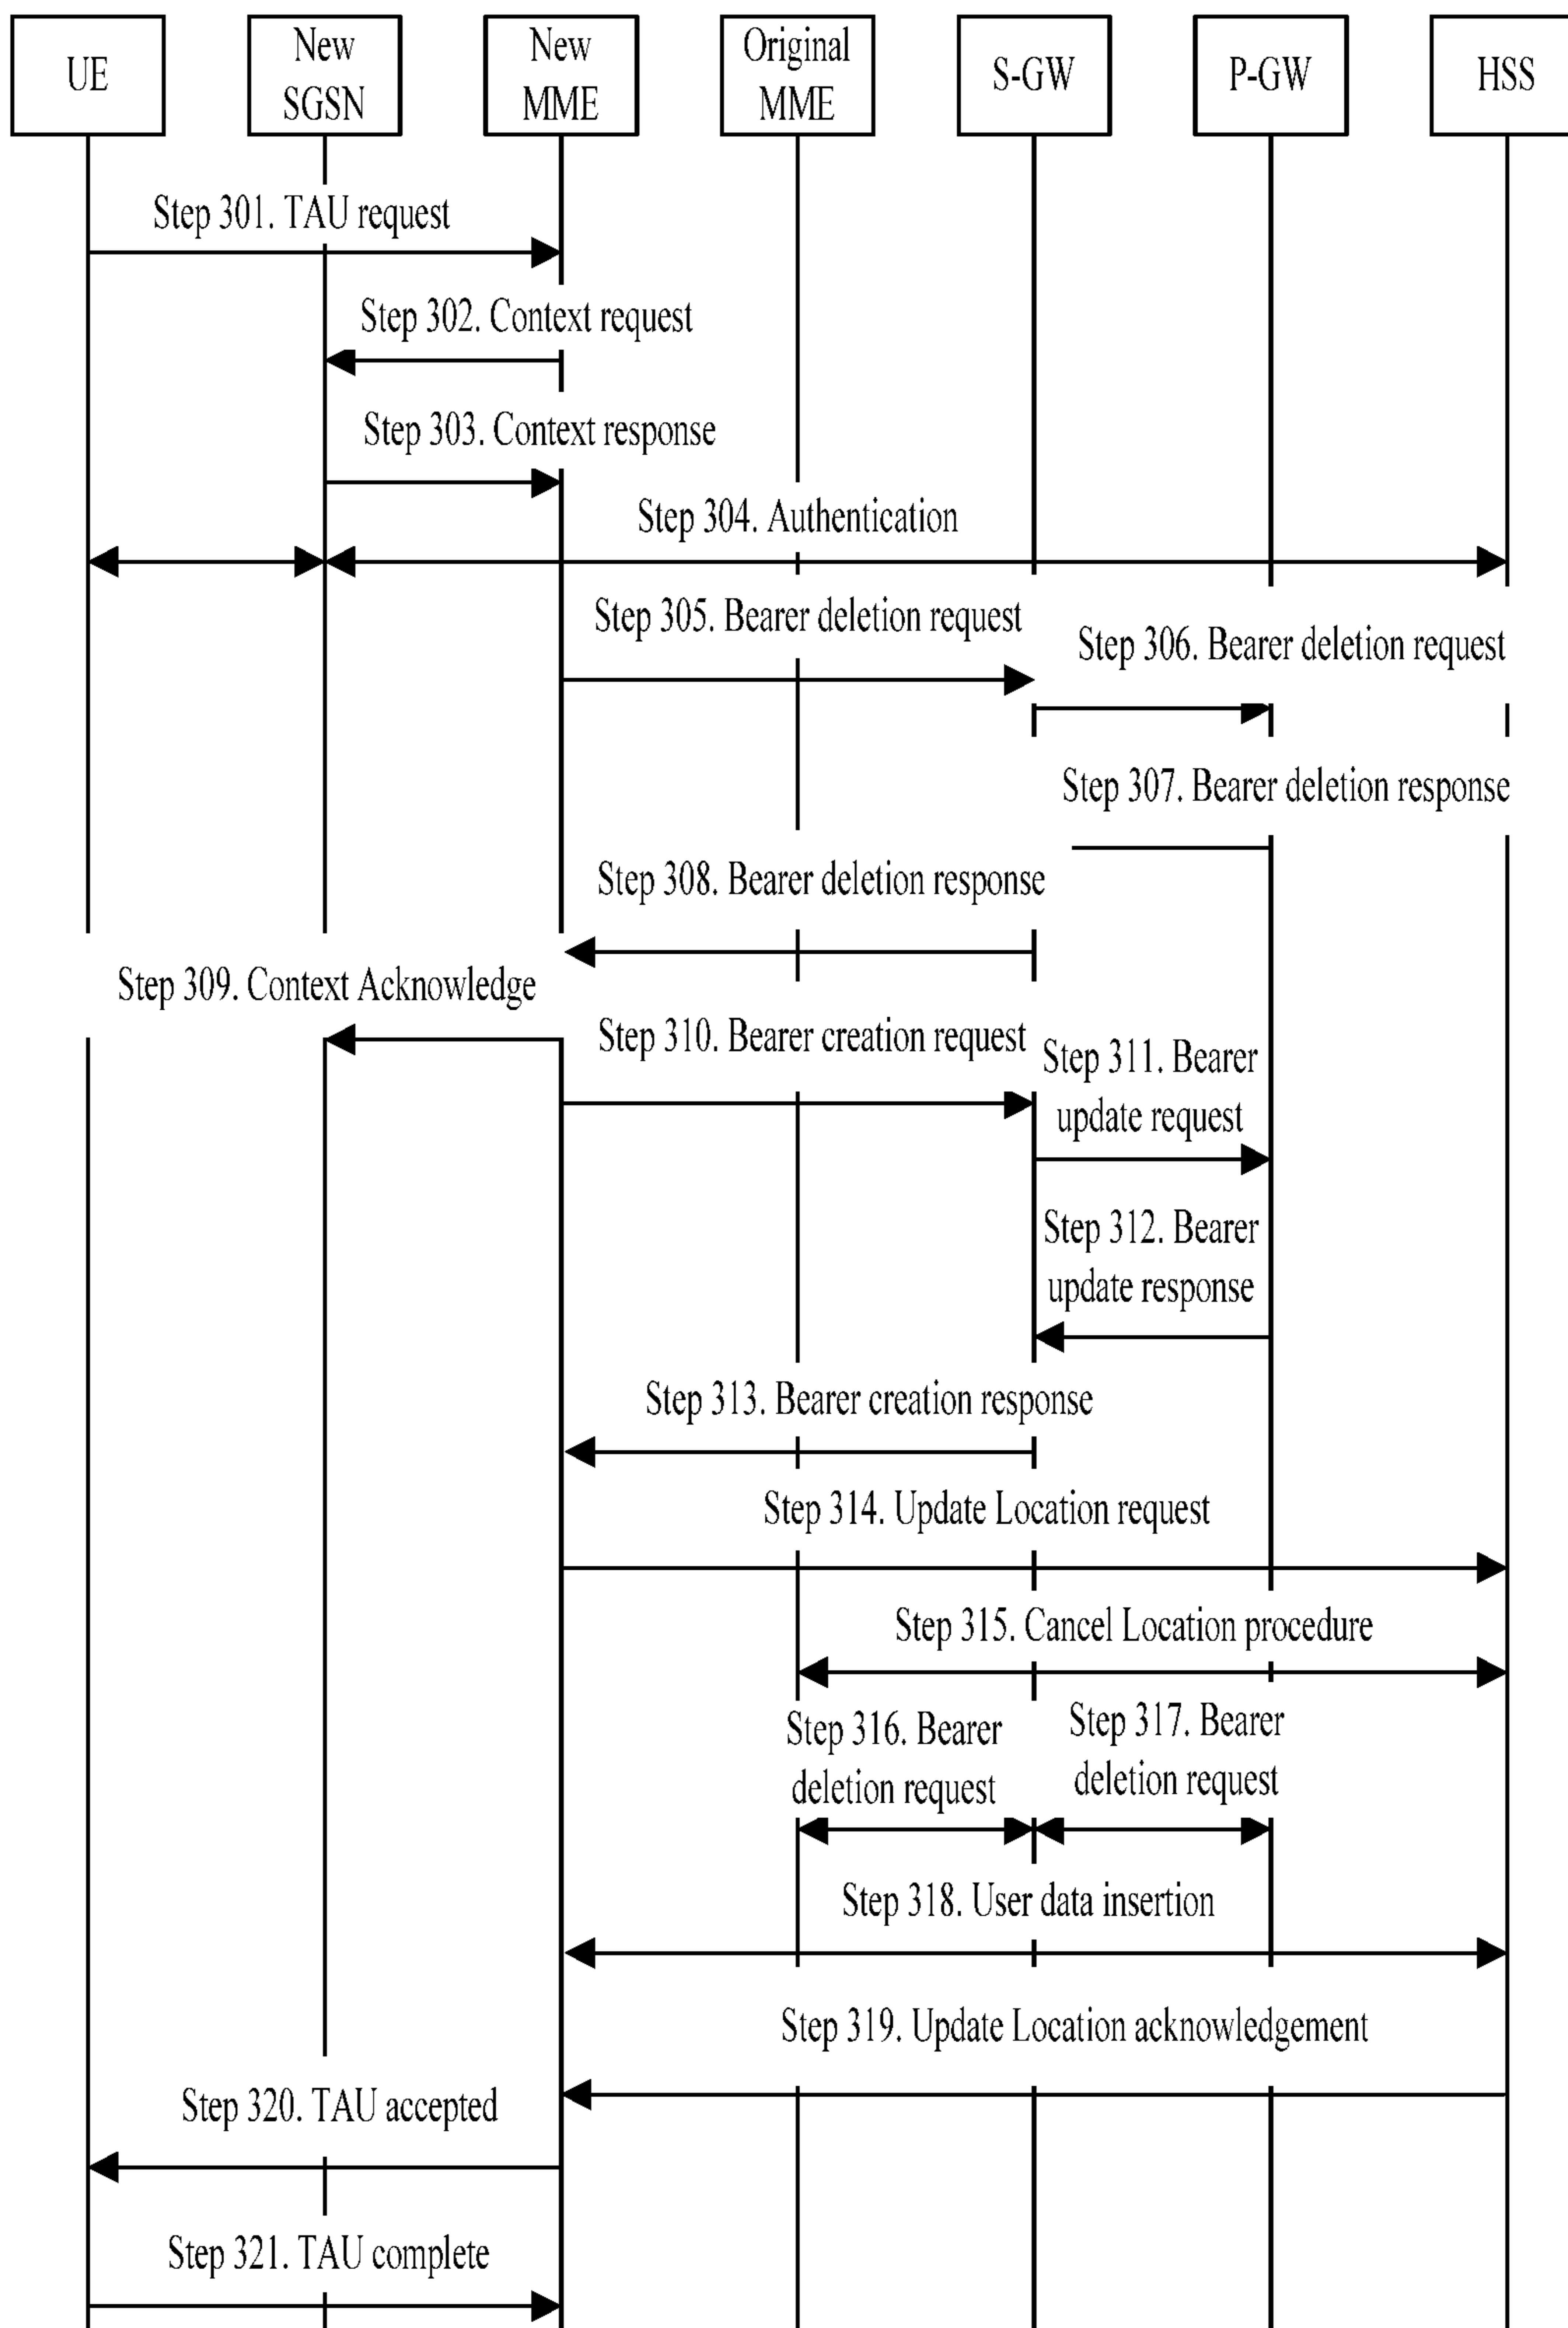 UE
New
SGSN
New
MME
Original
MME
S-GW
P-GW
HSS
Step 301. TAU request
Step 302. Context request
Step 303. Context response
Step 304. Authentication
Step 305. Bearer deletion request
Step 306. Bearer deletion request
Step 307. Bearer deletion response
Step 308. Bearer deletion response
Step 309. Context Acknowledge
Step 310. Bearer creation request
Step 311. Bearer
update request
Step 312. Bearer
update response
Step 313. Bearer creation response
Step 314. Update Location request
Step 315. Cancel Location procedure
Step 316. Bearer
deletion request
Step 317. Bearer
deletion request
Step 318. User data insertion
Step 319. Update Location acknowledgement
Step 320. TAU accepted
Step 321. TAU complete